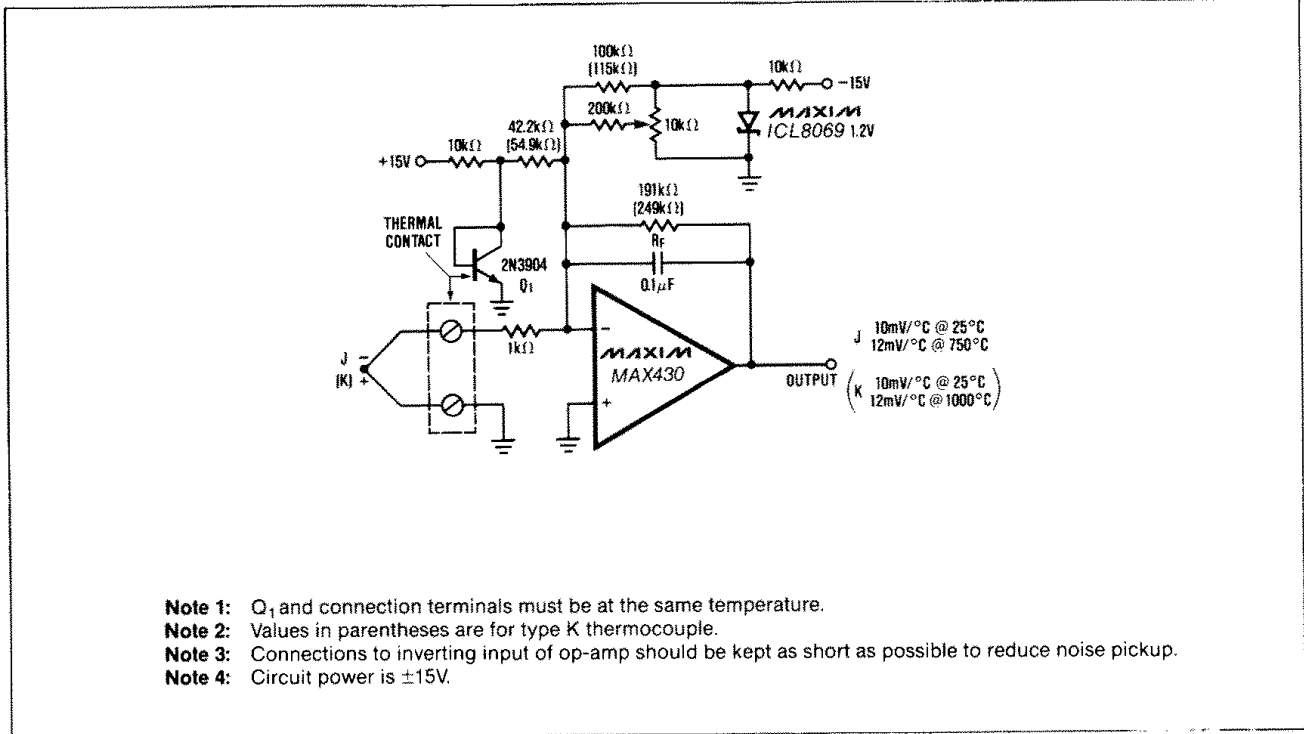 100kΩ
(115kΩ)
10kΩ
-15V
200kΩ
10kΩ
MAXIM
ICL8069 1.2V
42.2kΩ
(54.9kΩ)
10kΩ
+15V
191kΩ
(249kΩ)
RF
0.1μF
THERMAL
CONTACT
2N3904
Q1
J
(K)
-
+
1kΩ
-
+
MAXIM
MAX430
OUTPUT
J 10mV/°C @ 25°C
12mV/°C @ 750°C
(K 10mV/°C @ 25°C
12mV/°C @ 1000°C)
Note 1: Q1 and connection terminals must be at the same temperature.
Note 2: Values in parentheses are for type K thermocouple.
Note 3: Connections to inverting input of op-amp should be kept as short as possible to reduce noise pickup.
Note 4: Circuit power is ±15V.